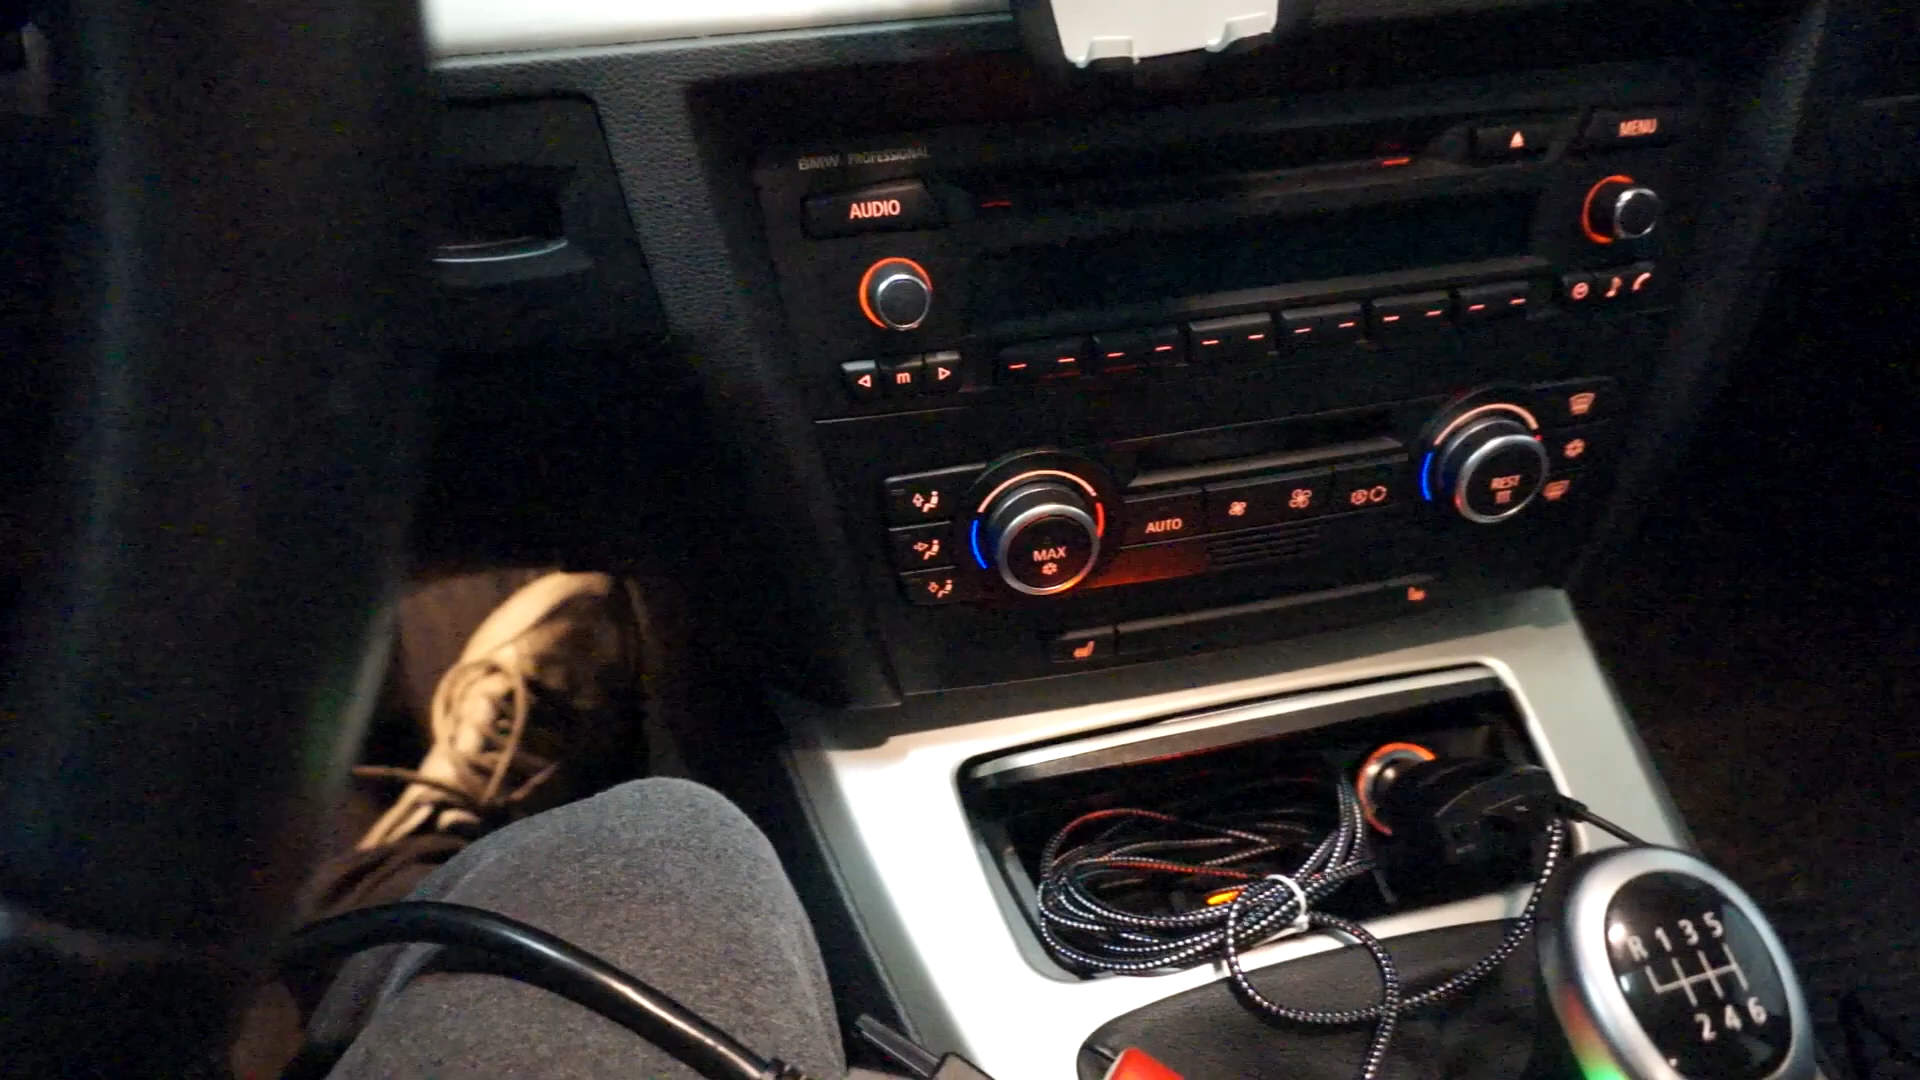 BMW PROFESSIONAL
MENU
AUDIO
m
AUTO
MAX
REST
R 1 3 5
2 4 6